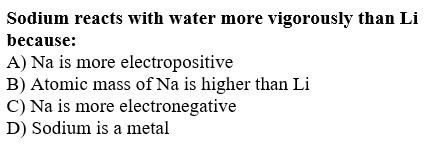 Sodium reacts with water more vigorously than Li
because:
A) Na is more electropositive
B) Atomic mass of Na is higher than Li
C) Na is more electronegative
D) Sodium is a metal